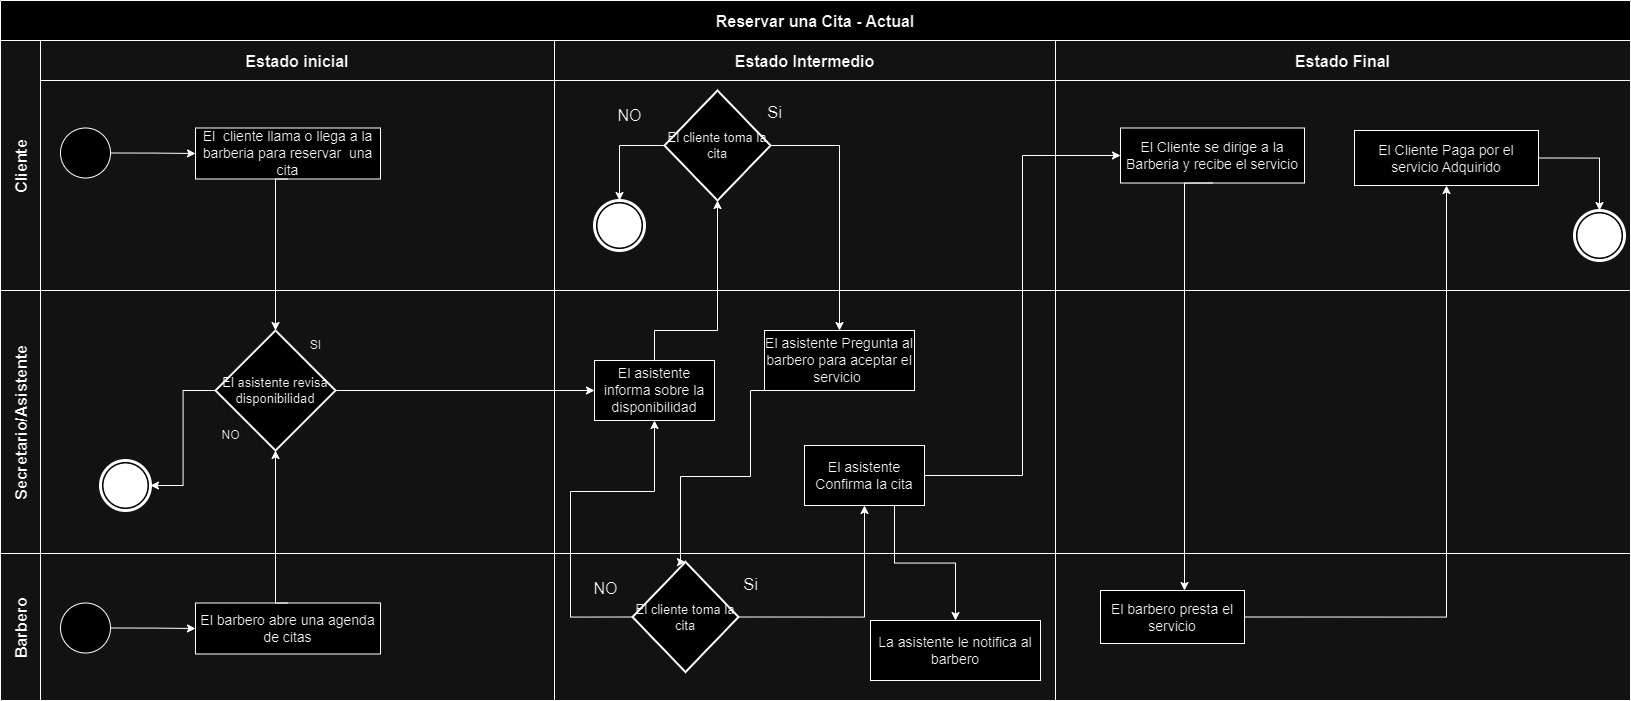 Reservar una Cita - Actual
Estado inicial
Estado Intermedio
Estado Final
Cliente
El cliente llama o llega a la
barberia para reservar una
cita
NO
El cliente toma la
cita
Si
El Cliente se dirige a la
Barberia y recibe el servicio
El Cliente Paga por el
servicio Adquirido
Secretario/Asistente
SI
El asistente revisa
disponibilidad
NO
El asistente
informa sobre la
disponibilidad
El asistente Pregunta al
barbero para aceptar el
servicio
El asistente
Confirma la cita
Barbero
El barbero abre una agenda
de citas
NO
El cliente toma la
cita
Si
La asistente le notifica al
barbero
El barbero presta el
servicio